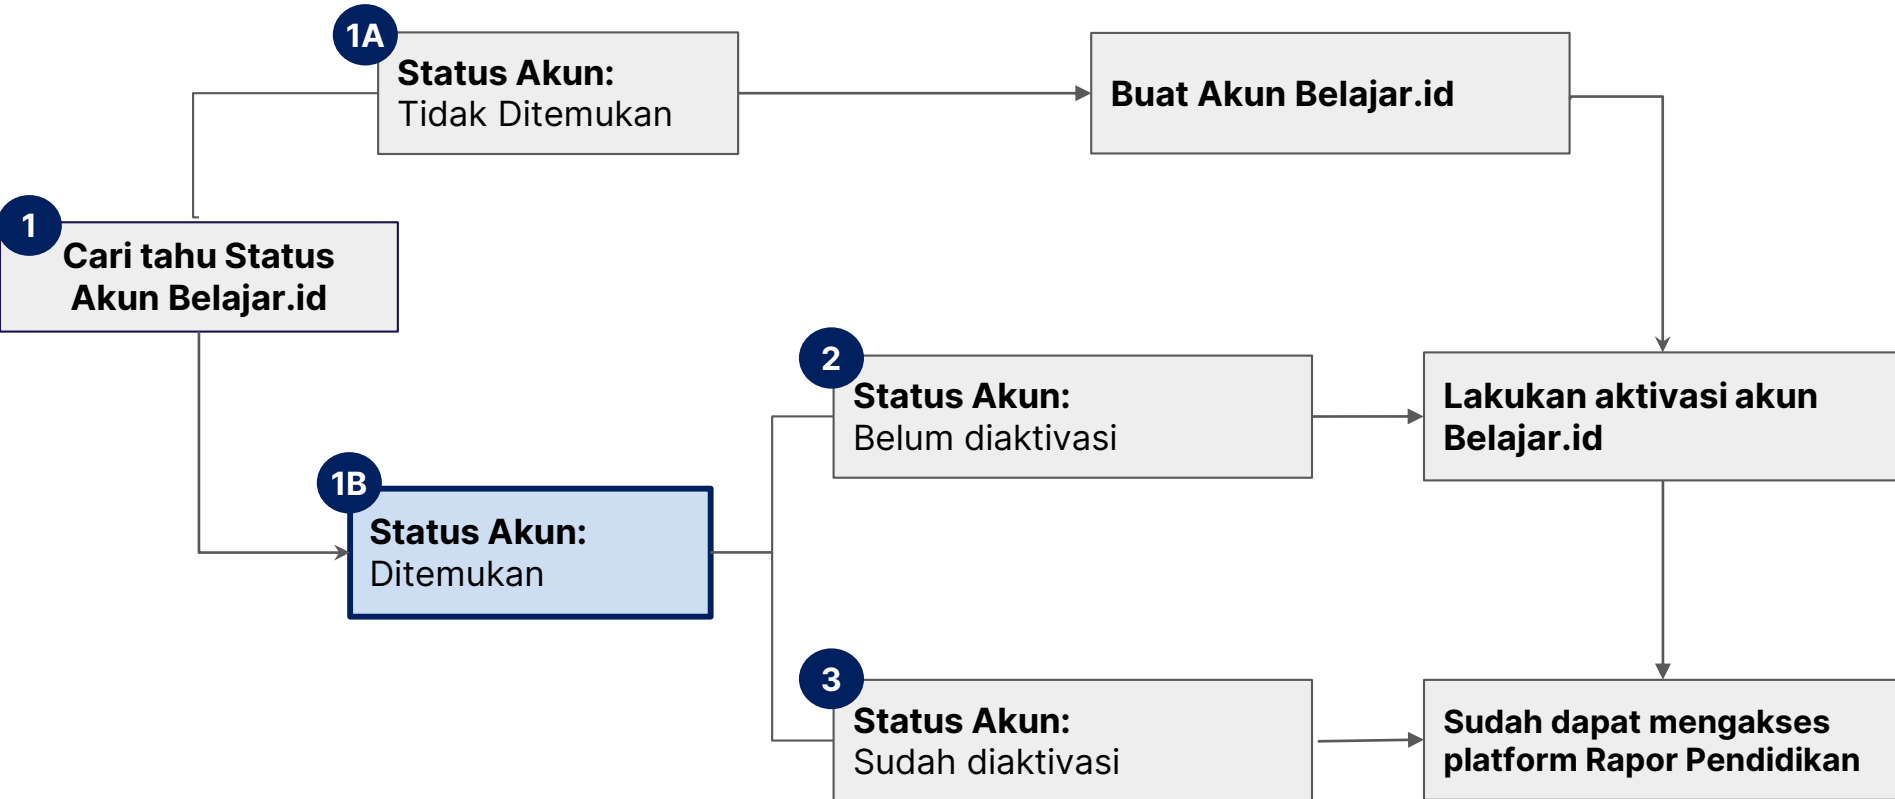 1A
Status Akun:
Tidak Ditemukan
Buat Akun Belajar.id
1
Cari tahu Status
Akun Belajar.id
2
Status Akun:
Belum diaktivasi
Lakukan aktivasi akun
Belajar.id
1B
Status Akun:
Ditemukan
3
Status Akun:
Sudah diaktivasi
Sudah dapat mengakses
platform Rapor Pendidikan